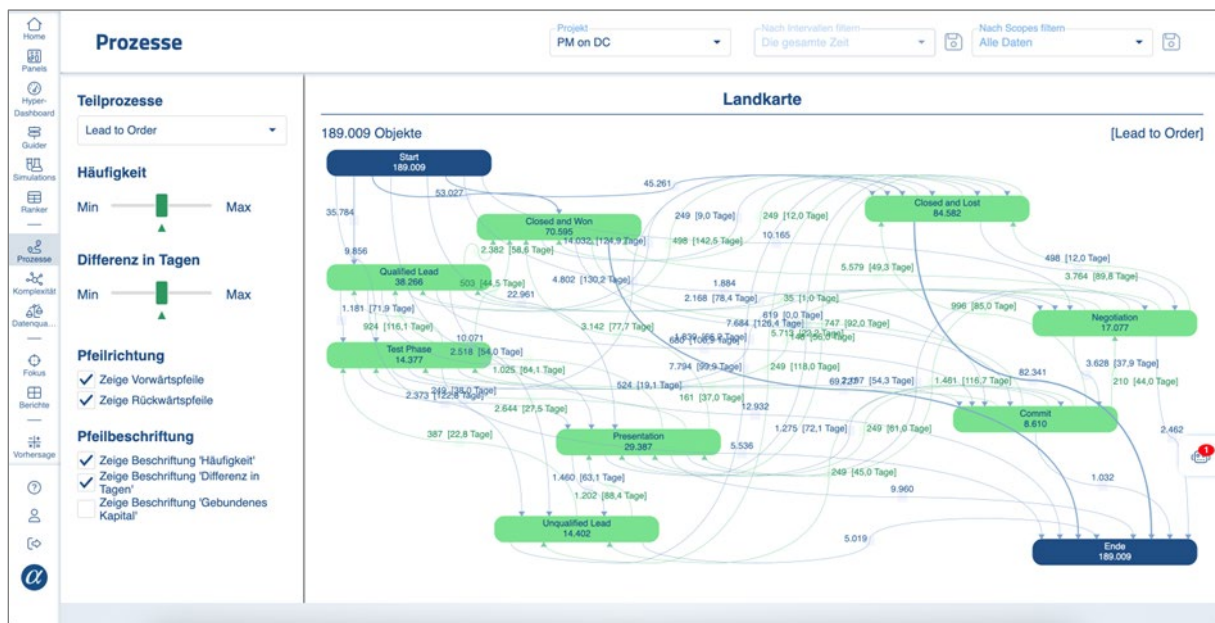 Home
Panels
Hyper-
Dashboard
Guider
Simulations
Ranker
Prozesse
Komplexität
Datenqua...
Fokus
Berichte
Vorhersage
α
Prozesse
Projekt
PM on DC
Nach Intervallen filtern
Die gesamte Zeit
Nach Scopes filtern
Alle Daten
Teilprozesse
Lead to Order
Häufigkeit
Min
Max
Differenz in Tagen
Min
Max
Pfeilrichtung
Zeige Vorwärtspfeile
Zeige Rückwärtspfeile
Pfeilbeschriftung
Zeige Beschriftung 'Häufigkeit'
Zeige Beschriftung 'Differenz in
Tagen'
Zeige Beschriftung 'Gebundenes
Kapital'
Landkarte
189.009 Objekte
[Lead to Order]
Start
189.009
45.261
53.027
35.784
Closed and Lost
84.582
Closed and Won
70.595
249 [9,0 Tage]
249 [12,0 Tage]
10.165
14.032 [124,9 Tage]
498 [142,5 Tage]
2.382 [58,6 Tage]
9.856
498 [12,0 Tage]
3.764 [89,8 Tage]
5.579 [49,3 Tage]
Qualified Lead
38.266
503 [44,5 Tage]
4.802 [130,2 Tage]
1.884
22.961
2.168 [78,4 Tage]
35 [1,0 Tage]
996 [85,0 Tage]
1.181 [71,9 Tage]
619 [0,0 Tage]
Negotiation
17.077
924 [116,1 Tage]
3.142 [77,7 Tage]
7.684 [126,4 Tage]
747 [92,0 Tage]
10.071
Test Phase
14.377
2.518 [54,0 Tage]
1.025 [64,1 Tage]
7.794 [99,9 Tage]
249 [118,0 Tage]
3.628 [37,9 Tage]
82.341
210 [44,0 Tage]
1.461 [116,7 Tage]
524 [19,1 Tage]
161 [37,0 Tage]
2.644 [27,5 Tage]
12.932
Commit
8.610
387 [22,8 Tage]
1.275 [72,1 Tage]
249 [61,0 Tage]
2.462
Presentation
29.387
5.536
249 [45,0 Tage]
1.460 [63,1 Tage]
1.032
1.202 [88,4 Tage]
9.960
Unqualified Lead
14.402
5.019
Ende
189.009
1